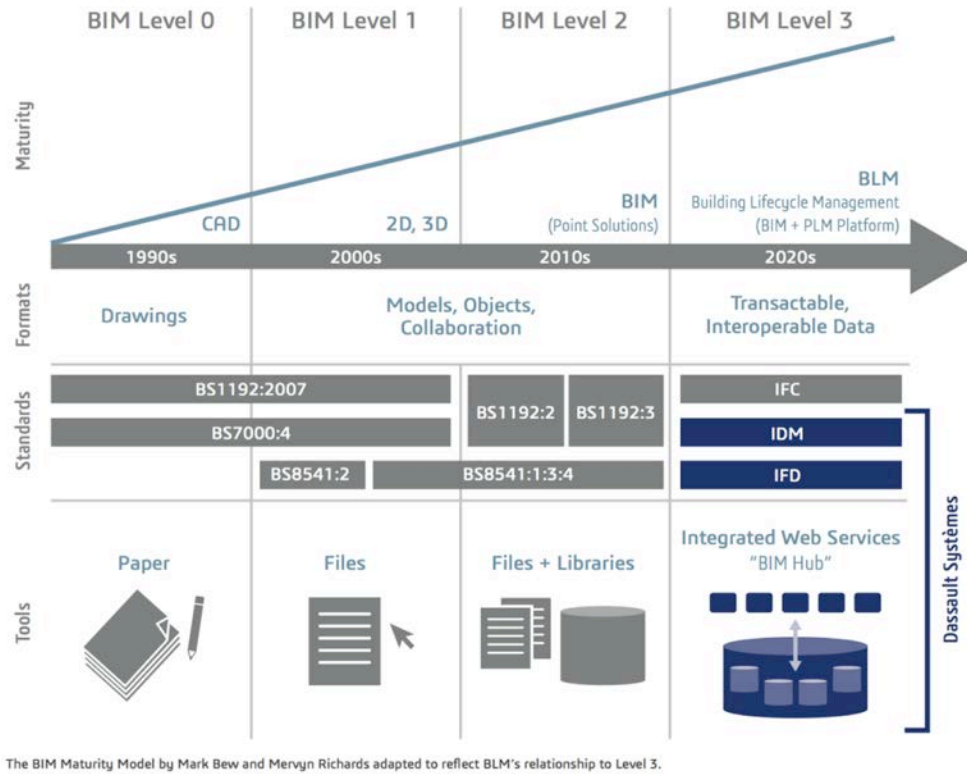 BIM Level 0
BIM Level 1
BIM Level 2
BIM Level 3
Maturity
CAD
2D, 3D
BIM
(Point Solutions)
BLM
Building Lifecycle Management
(BIM + PLM Platform)
1990s
2000s
2010s
2020s
Formats
Drawings
Models, Objects,
Collaboration
Transactable,
Interoperable Data
Standards
BS1192:2007
BS7000:4
BS8541:2
BS1192:2
BS1192:3
BS8541:1:3:4
IFC
IDM
IFD
Tools
Paper
Files
Files + Libraries
Integrated Web Services
"BIM Hub"
Dassault Systèmes
The BIM Maturity Model by Mark Bew and Mervyn Richards adapted to reflect BLM's relationship to Level 3.